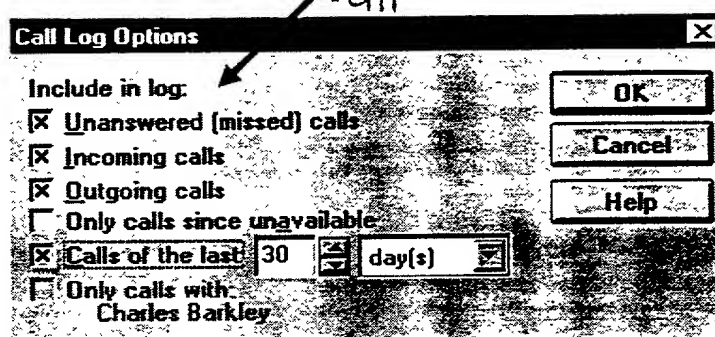 Call Log Options
Include in log:
Unanswered (missed) calls
Incoming calls
Outgoing calls
Only calls since unavailable
Calls of the last 30 day(s)
Only calls with:
Charles Barkley
OK
Cancel
Help